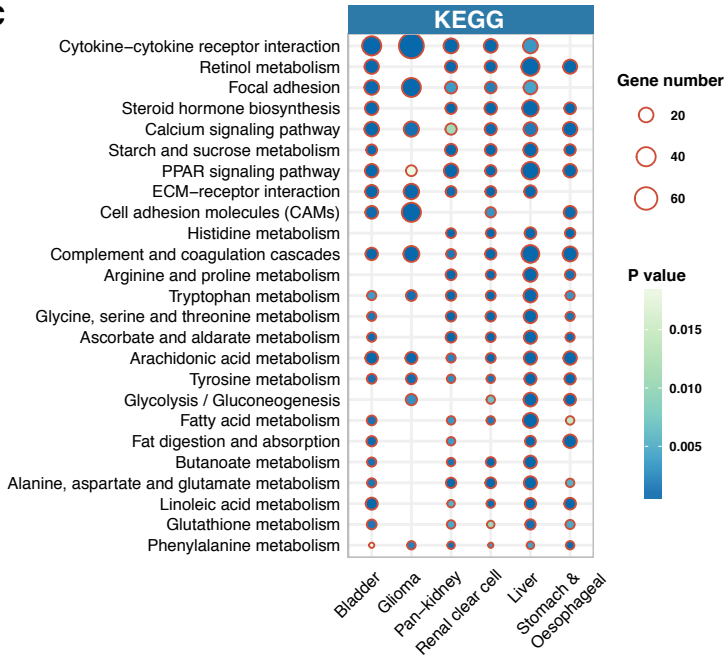 c
KEGG
Cytokine−cytokine receptor interaction
Retinol metabolism
Focal adhesion
Steroid hormone biosynthesis
Calcium signaling pathway
Starch and sucrose metabolism
PPAR signaling pathway
ECM−receptor interaction
Cell adhesion molecules (CAMs)
Histidine metabolism
Complement and coagulation cascades
Arginine and proline metabolism
Tryptophan metabolism
Glycine, serine and threonine metabolism
Ascorbate and aldarate metabolism
Arachidonic acid metabolism
Tyrosine metabolism
Glycolysis / Gluconeogenesis
Fatty acid metabolism
Fat digestion and absorption
Butanoate metabolism
Alanine, aspartate and glutamate metabolism
Linoleic acid metabolism
Glutathione metabolism
Phenylalanine metabolism
Bladder
Glioma
Pan−kidney
Renal clear cell
Liver
Stomach &
Oesophageal
Gene number
20
40
60
P value
0.015
0.010
0.005